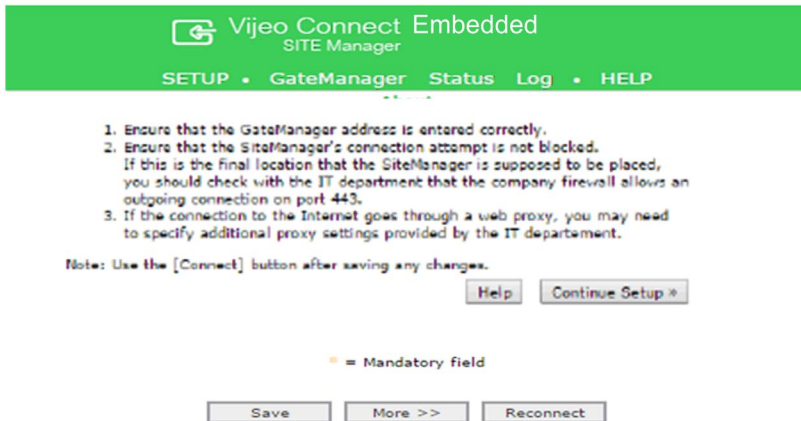 Vijeo Connect Embedded
SITE Manager
SETUP • GateManager Status Log • HELP
1. Ensure that the GateManager address is entered correctly.
2. Ensure that the SiteManager's connection attempt is not blocked.
If this is the final location that the SiteManager is supposed to be placed,
you should check with the IT department that the company firewall allows an
outgoing connection on port 443.
3. If the connection to the Internet goes through a web proxy, you may need
to specify additional proxy settings provided by the IT departement.
Note: Use the [Connect] button after saving any changes.
Help Continue Setup »
* = Mandatory field
Save More >> Reconnect